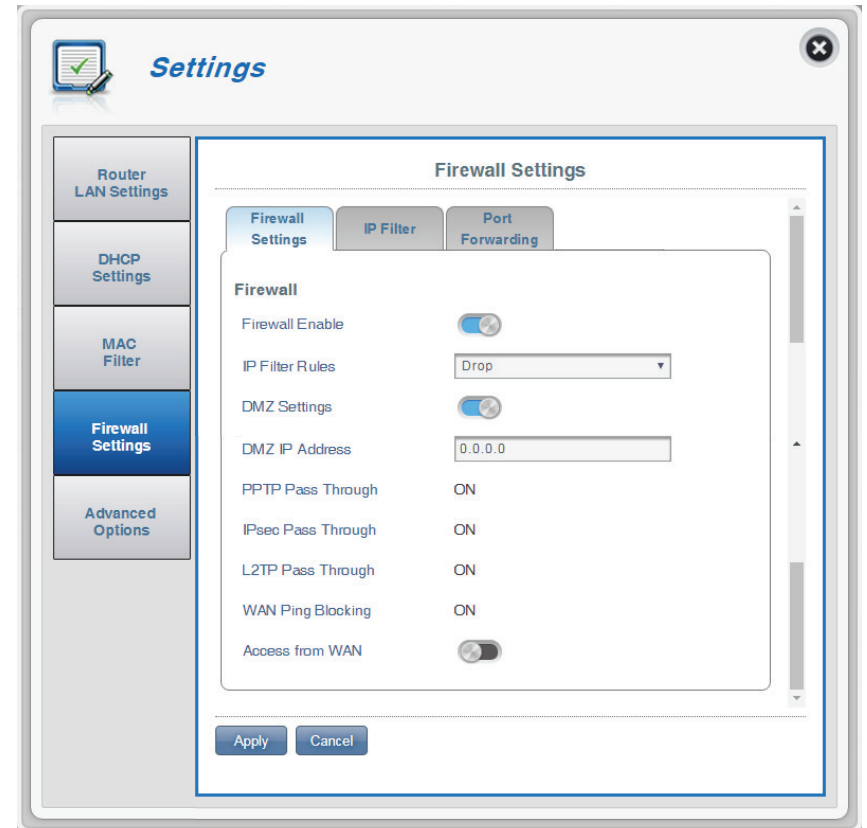 Settings
Router
LAN Settings
DHCP
Settings
MAC
Filter
Firewall
Settings
Advanced
Options
Firewall Settings
Firewall
Settings
IP Filter
Port
Forwarding
Firewall
Firewall Enable
IP Filter Rules
Drop
DMZ Settings
DMZ IP Address
0.0.0.0
PPTP Pass Through
ON
IPsec Pass Through
ON
L2TP Pass Through
ON
WAN Ping Blocking
ON
Access from WAN
Apply
Cancel